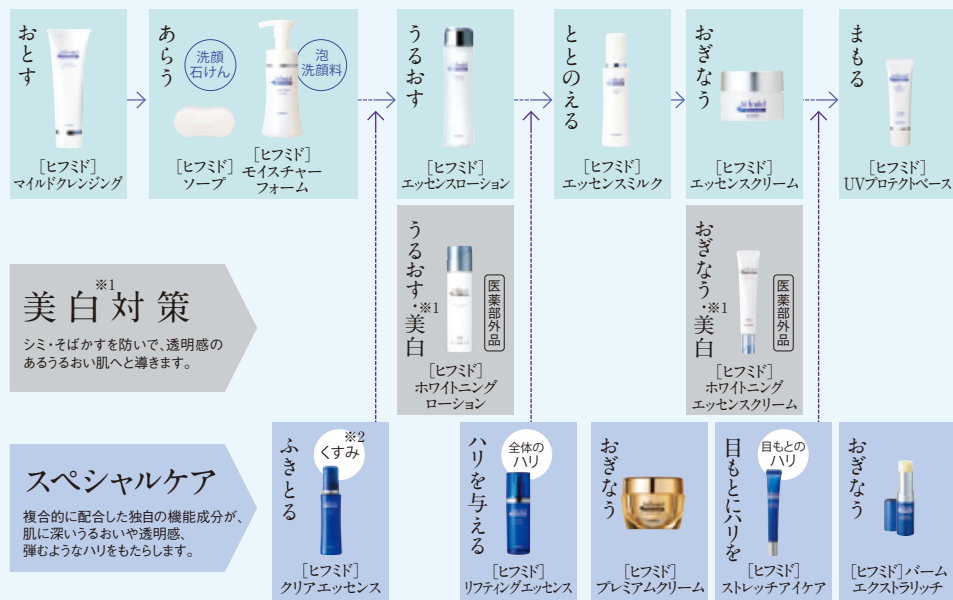 おとす
[ヒフミド]
マイルドクレンジング
あらう
洗顔
石けん
泡
洗顔料
[ヒフミド]
ソープ
[ヒフミド]
モイスチャー
フォーム
うるおす
[ヒフミド]
エッセンスローション
ととのえる
[ヒフミド]
エッセンスミルク
おぎなう
[ヒフミド]
エッセンスクリーム
まもる
[ヒフミド]
UVプロテクトベース
美白※1対策
シミ・そばかすを防いで、透明感の
あるうるおい肌へと導きます。
うるおす・美白※1
医薬部外品
[ヒフミド]
ホワイトニング
ローション
おぎなう・美白※1
医薬部外品
[ヒフミド]
ホワイトニング
エッセンスクリーム
スペシャルケア
複合的に配合した独自の機能成分が、
肌に深いうるおいや透明感、
弾むようなハリをもたらします。
ふきとる
くすみ※2
[ヒフミド]
クリアエッセンス
ハリを与える
全体の
ハリ
[ヒフミド]
リフティングエッセンス
おぎなう
[ヒフミド]
プレミアムクリーム
目もとにハリを
目もとの
ハリ
[ヒフミド]
ストレッチアイケア
おぎなう
[ヒフミド]バーム
エクストラリッチ